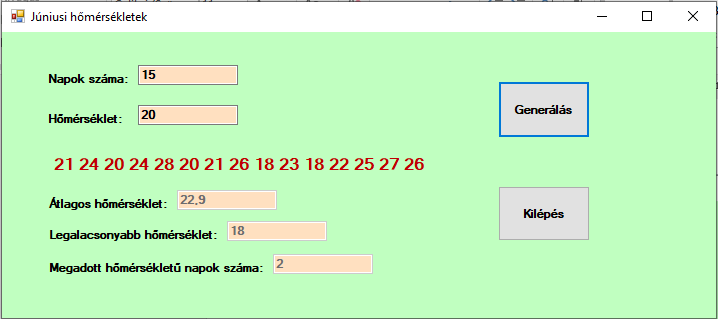 Júniusi hőmérsékletek
Napok száma: 15
Hőmérséklet: 20
Generálás
21 24 20 24 28 20 21 26 18 23 18 22 25 27 26
Átlagos hőmérséklet: 22,9
Kilépés
Legalacsonyabb hőmérséklet: 18
Megadott hőmérsékletű napok száma: 2